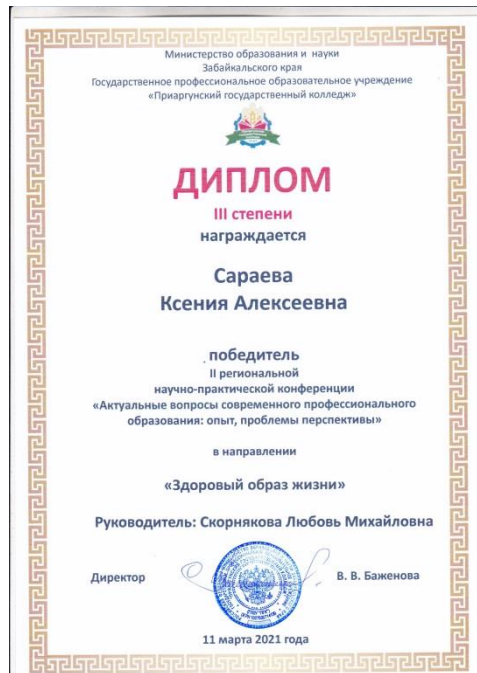 Министерство образования и науки
Забайкальского края
Государственное профессиональное образовательное учреждение
«Приаргунский государственный колледж»
ДИПЛОМ
III степени
награждается
Сараева
Ксения Алексеевна
победитель
II региональной
научно-практической конференции
«Актуальные вопросы современного профессионального
образования: опыт, проблемы перспективы»
в направлении
«Здоровый образ жизни»
Руководитель: Скорнякова Любовь Михайловна
Директор
В. В. Баженова
11 марта 2021 года